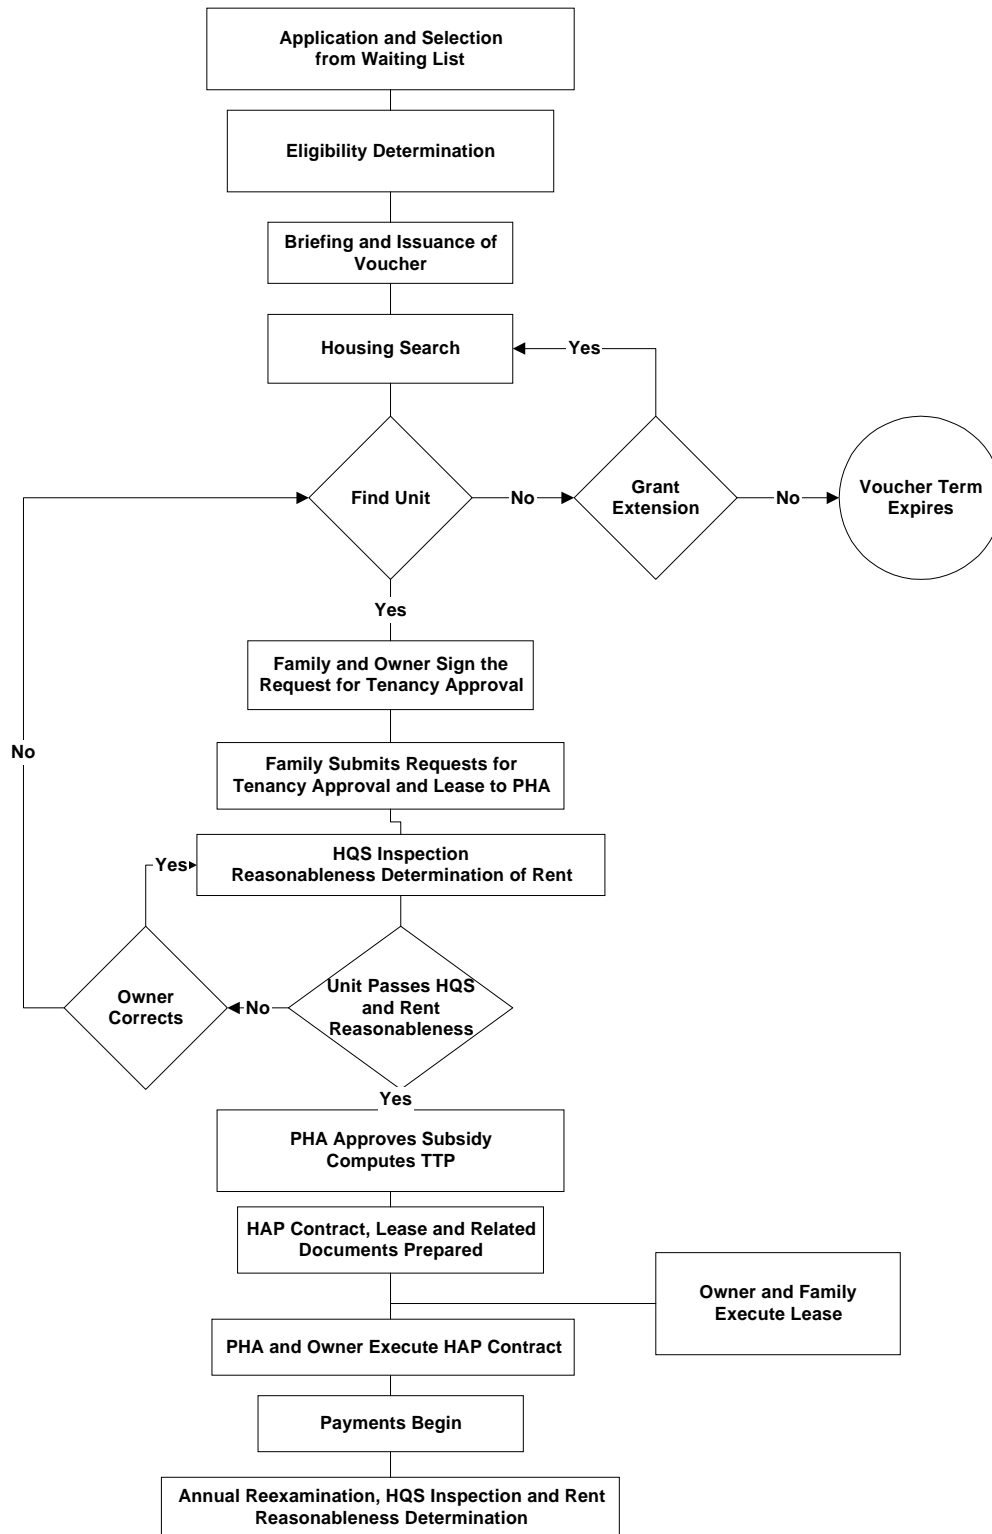 Application and Selection
from Waiting List
Eligibility Determination
Briefing and Issuance of
Voucher
Housing Search
Yes
Find Unit
No
Grant
Extension
No
Voucher Term
Expires
Yes
Family and Owner Sign the
Request for Tenancy Approval
No
Family Submits Requests for
Tenancy Approval and Lease to PHA
HQS Inspection
Reasonableness Determination of Rent
Yes
Unit Passes HQS
and Rent
Reasonableness
No
Owner
Corrects
Yes
PHA Approves Subsidy
Computes TTP
HAP Contract, Lease and Related
Documents Prepared
Owner and Family
Execute Lease
PHA and Owner Execute HAP Contract
Payments Begin
Annual Reexamination, HQS Inspection and Rent
Reasonableness Determination